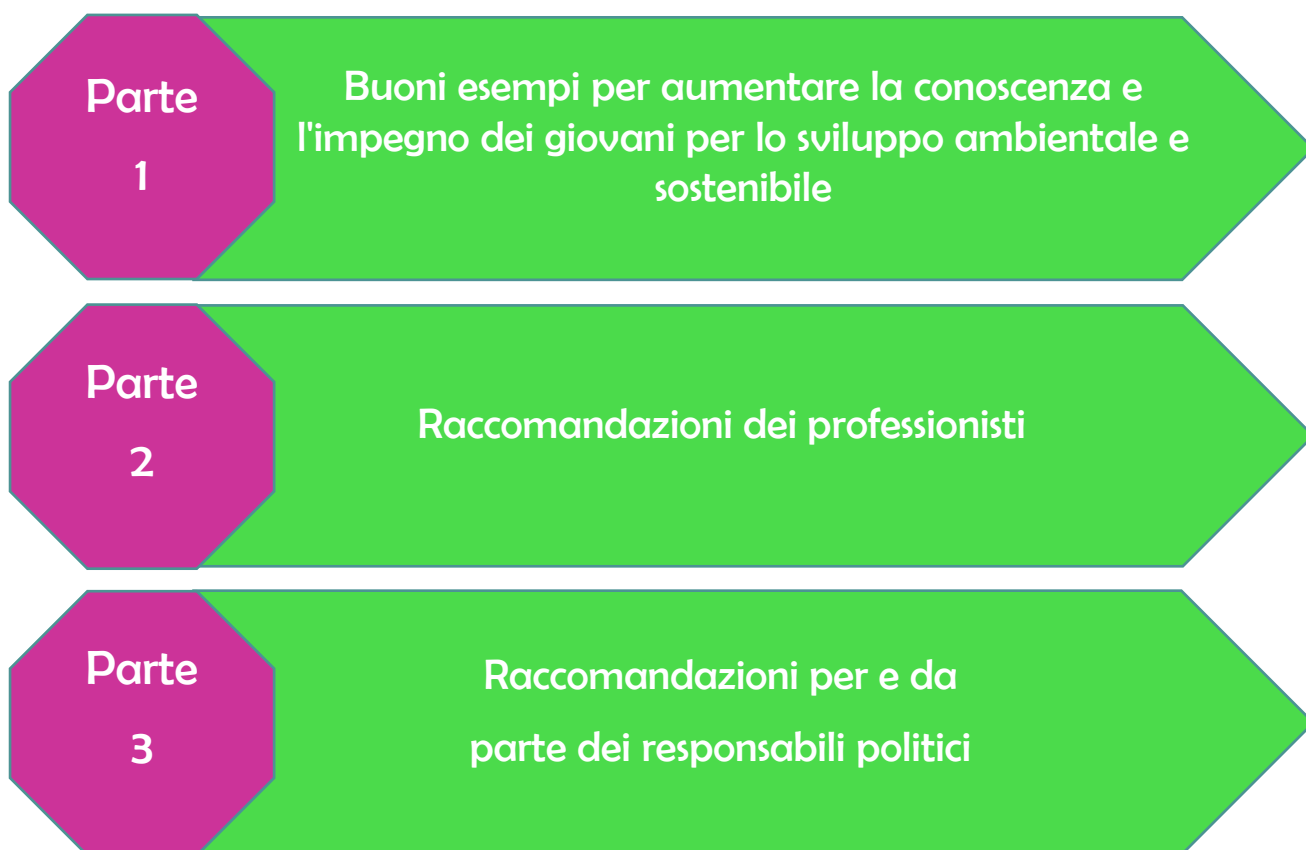 Parte
1
Buoni esempi per aumentare la conoscenza e
l'impegno dei giovani per lo sviluppo ambientale e
sostenibile
Parte
2
Raccomandazioni dei professionisti
Parte
3
Raccomandazioni per e da
parte dei responsabili politici